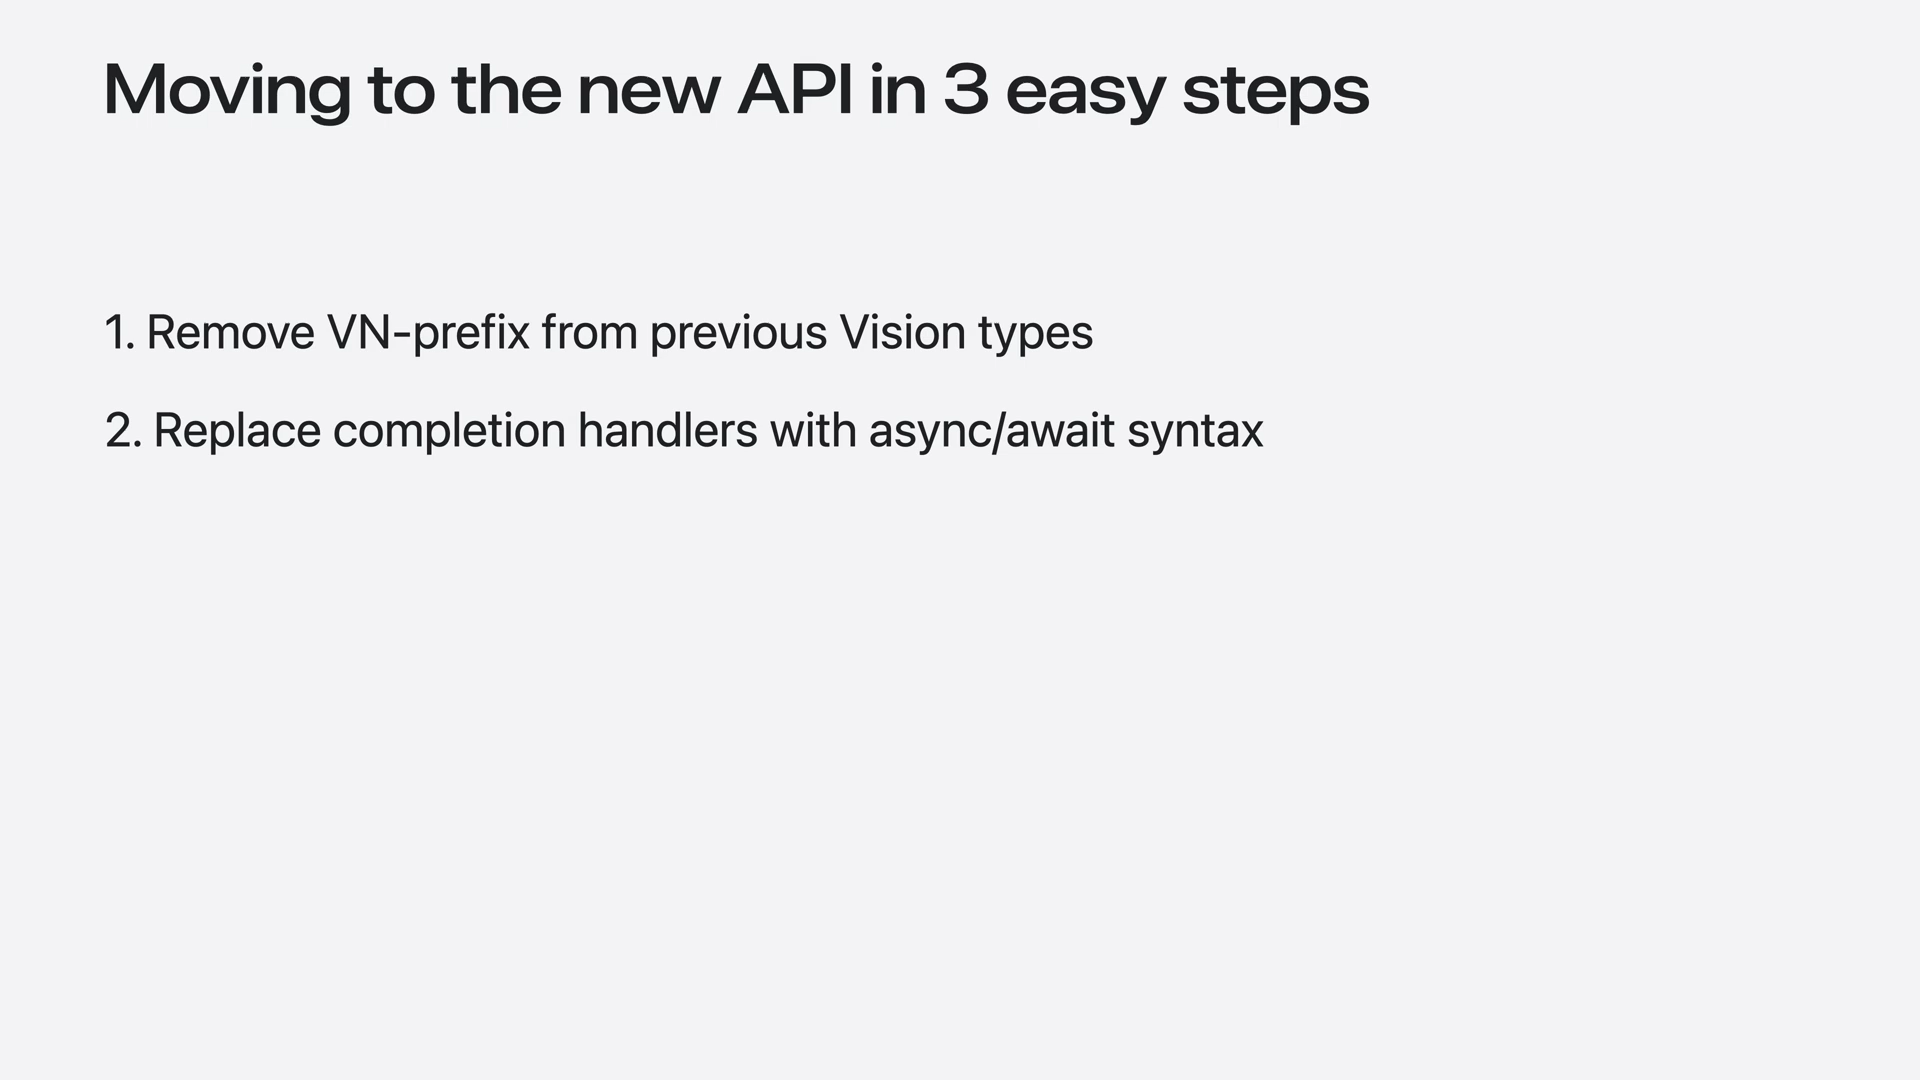 Moving to the new API in 3 easy steps
1. Remove VN-prefix from previous Vision types
2. Replace completion handlers with async/await syntax